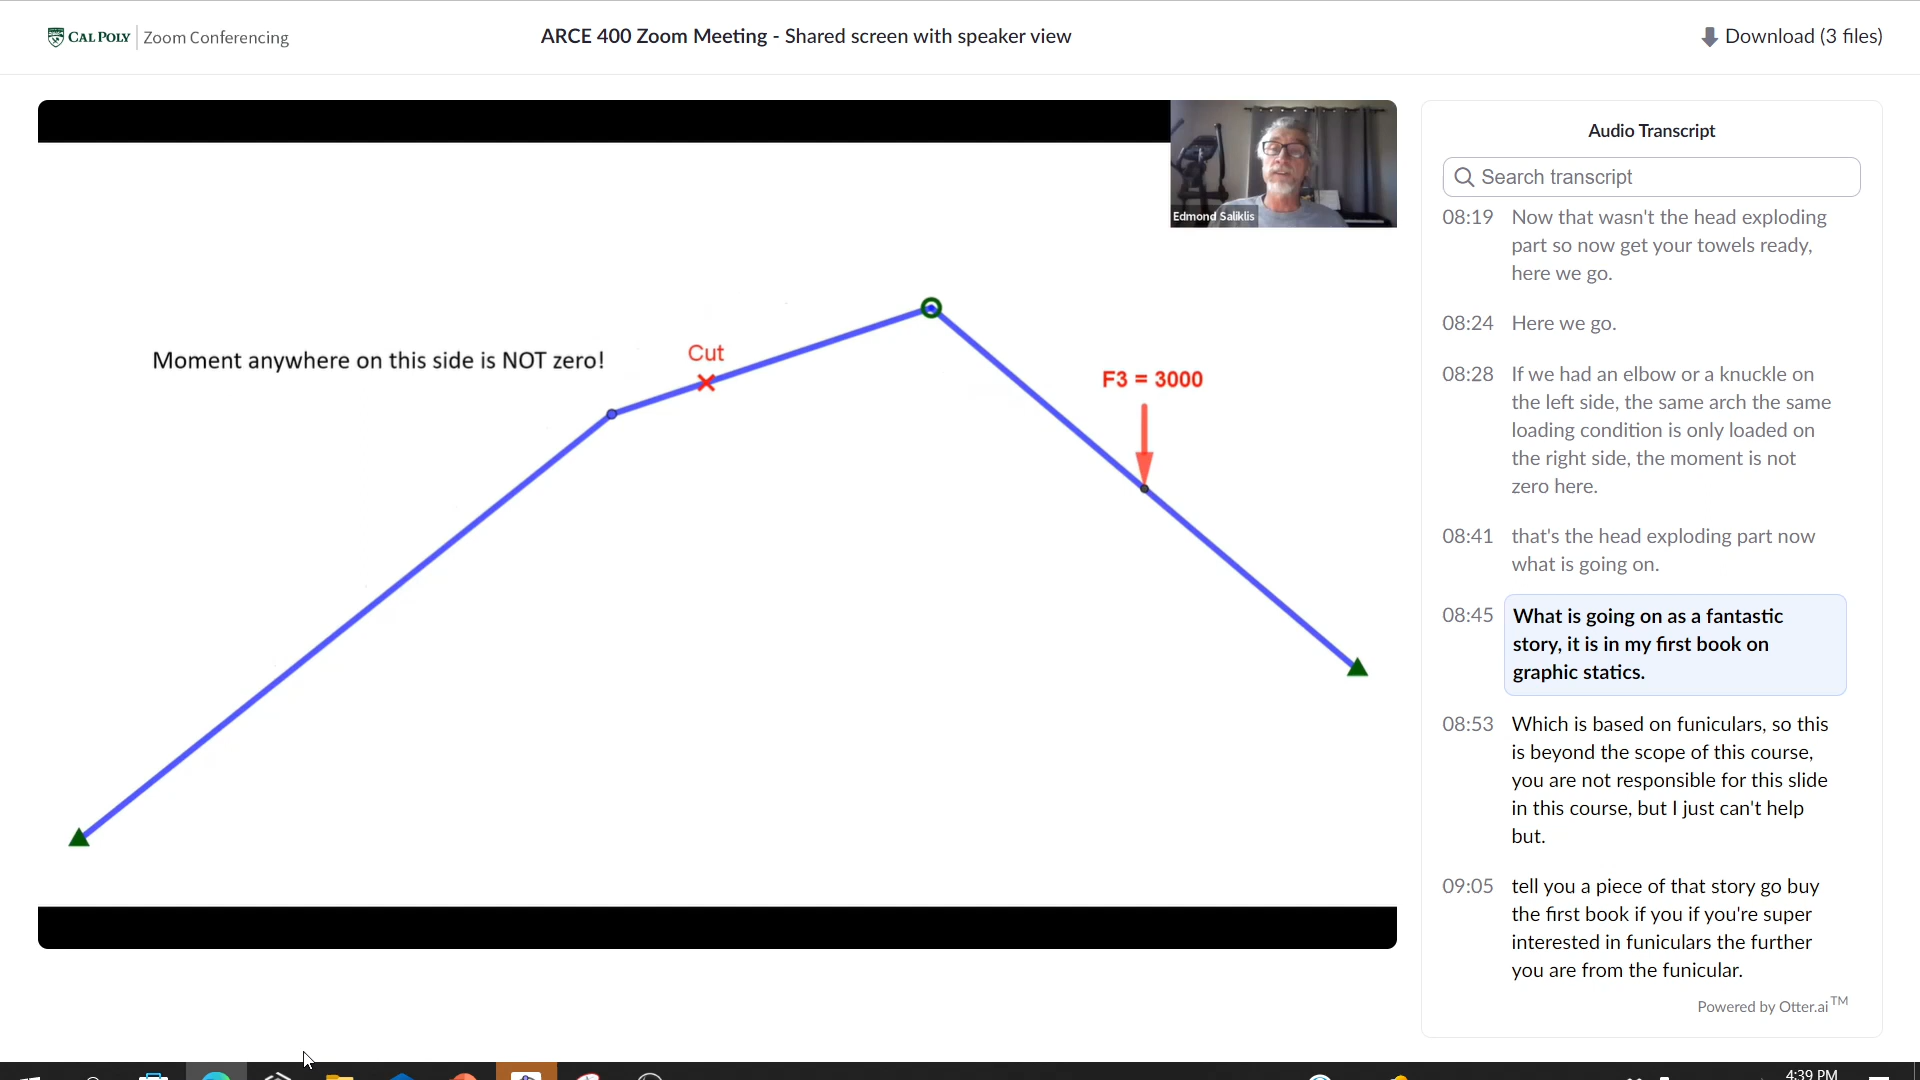 CAL POLY Zoom Conferencing
ARCE 400 Zoom Meeting - Shared screen with speaker view
Download (3 files)
Edmond Saliklis
Moment anywhere on this side is NOT zero!
Cut
F3 = 3000
Audio Transcript
Search transcript
08:19 Now that wasn't the head exploding
part so now get your towels ready,
here we go.
08:24 Here we go.
08:28 If we had an elbow or a knuckle on
the left side, the same arch the same
loading condition is only loaded on
the right side, the moment is not
zero here.
08:41 that's the head exploding part now
what is going on.
08:45 What is going on as a fantastic
story, it is in my first book on
graphic statics.
08:53 Which is based on funiculars, so this
is beyond the scope of this course,
you are not responsible for this slide
in this course, but I just can't help
but.
09:05 tell you a piece of that story go buy
the first book if you if you're super
interested in funiculars the further
you are from the funicular.
Powered by Otter.ai TM
4:39 PM